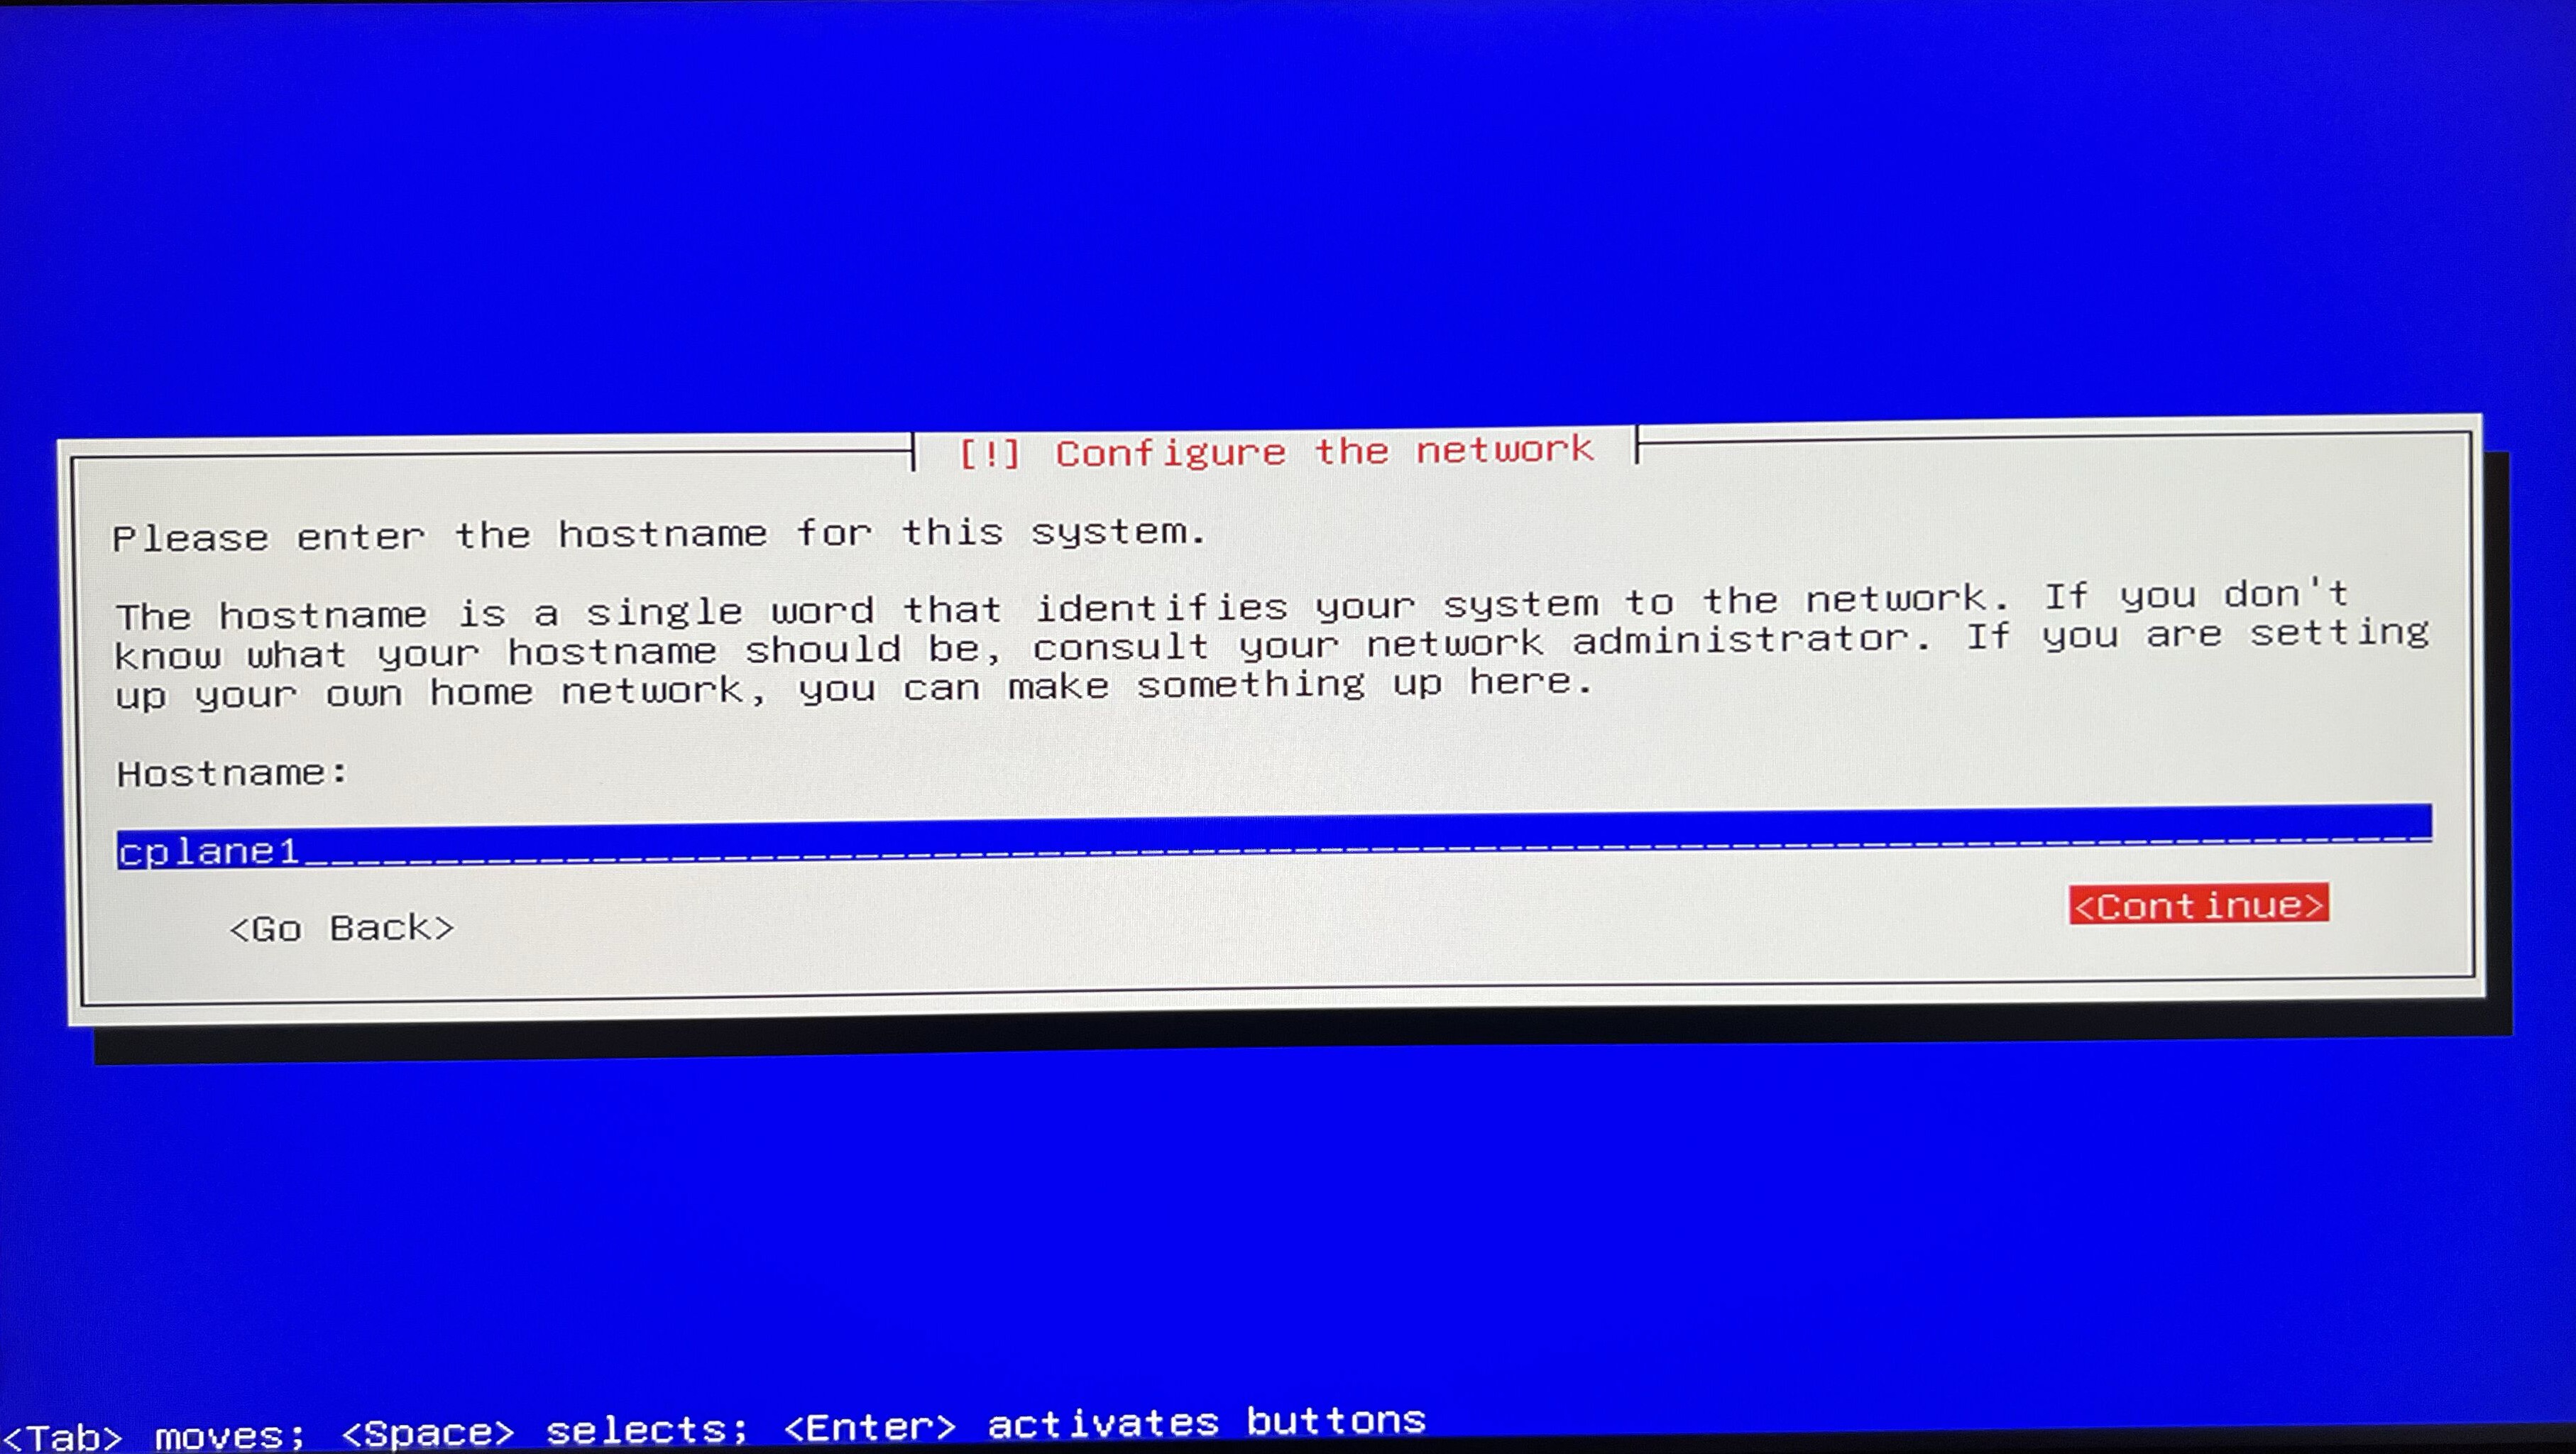 [!] Configure the network
Please enter the hostname for this system.
The hostname is a single word that identifies your system to the network. If you don't
know what your hostname should be, consult your network administrator. If you are setting
up your own home network, you can make something up here.
Hostname:
cplane1
<Go Back>
<Continue>
<Tab> moves; <Space> selects; <Enter> activates buttons